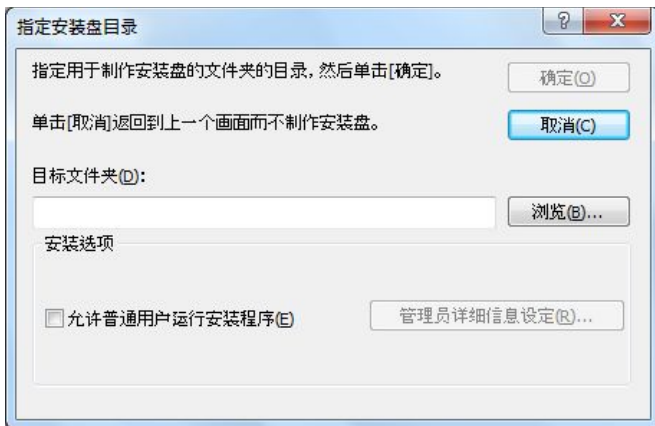 指定安装盘目录
指定用于制作安装盘的文件夹的目录,然后单击[确定]。
确定(O)
单击[取消]返回到上一个画面而不制作安装盘。
取消(C)
目标文件夹(D):
浏览(B)...
安装选项
允许普通用户运行安装程序(E)
管理员详细信息设定(R)...